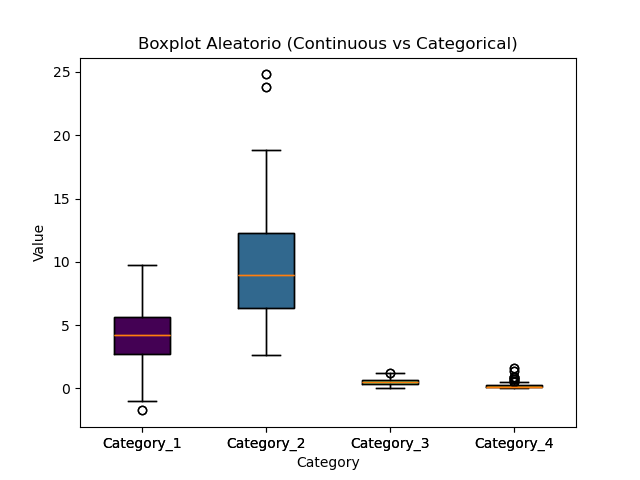 Boxplot Aleatorio (Continuous vs Categorical)
25
20
15
10
5
0
Value
Category_1 Category_2 Category_3 Category_4
Category